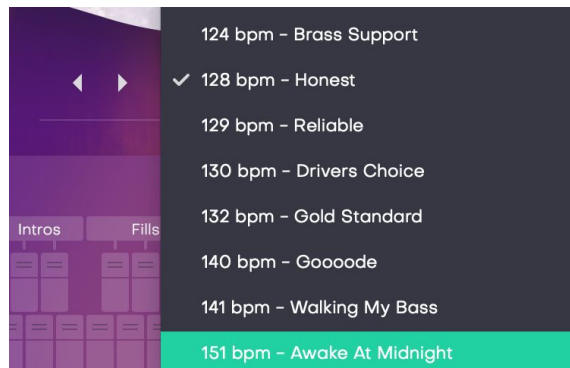 124 bpm – Brass Support
128 bpm – Honest
129 bpm – Reliable
130 bpm – Drivers Choice
132 bpm – Gold Standard
Intros
Fills
140 bpm – Goooode
141 bpm – Walking My Bass
151 bpm – Awake At Midnight